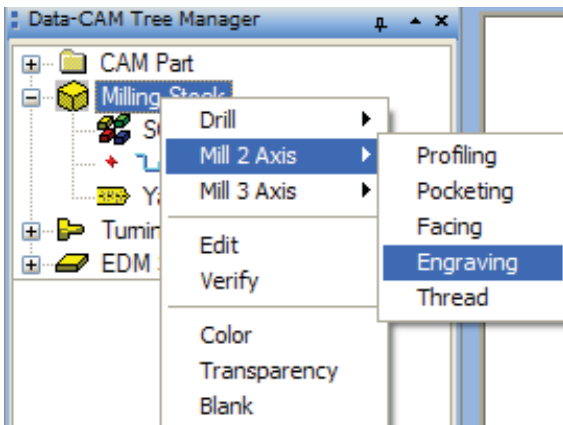 Data-CAM Tree Manager
CAM Part
Milling Stock
Drill
Mill 2 Axis
Mill 3 Axis
Edit
Verify
Color
Transparency
Blank
Profiling
Pocketing
Facing
Engraving
Thread
EDM